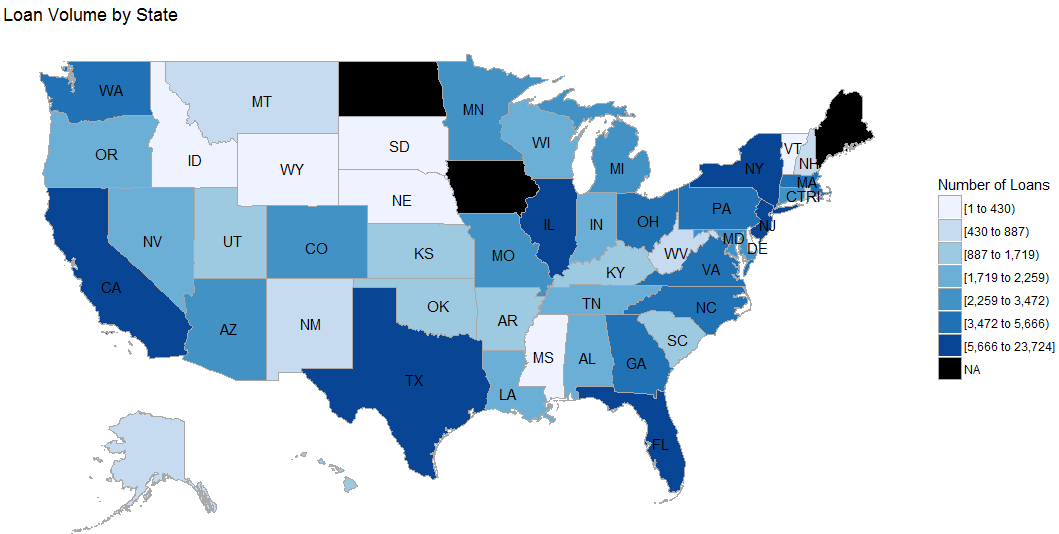 Loan Volume by State
WA
MT
MN
OR
ID
SD
WI
VT
NH
WY
MI
NY
MA
NE
CTRI
PA
NV
UT
CO
KS
MO
IL
IN
OH
NJ
MD
DE
WV
VA
CA
KY
AZ
NM
OK
AR
TN
NC
SC
TX
LA
MS
AL
GA
FL
Number of Loans
[1 to 430)
[430 to 887)
[887 to 1,719)
[1,719 to 2,259)
[2,259 to 3,472)
[3,472 to 5,666)
[5,666 to 23,724]
NA